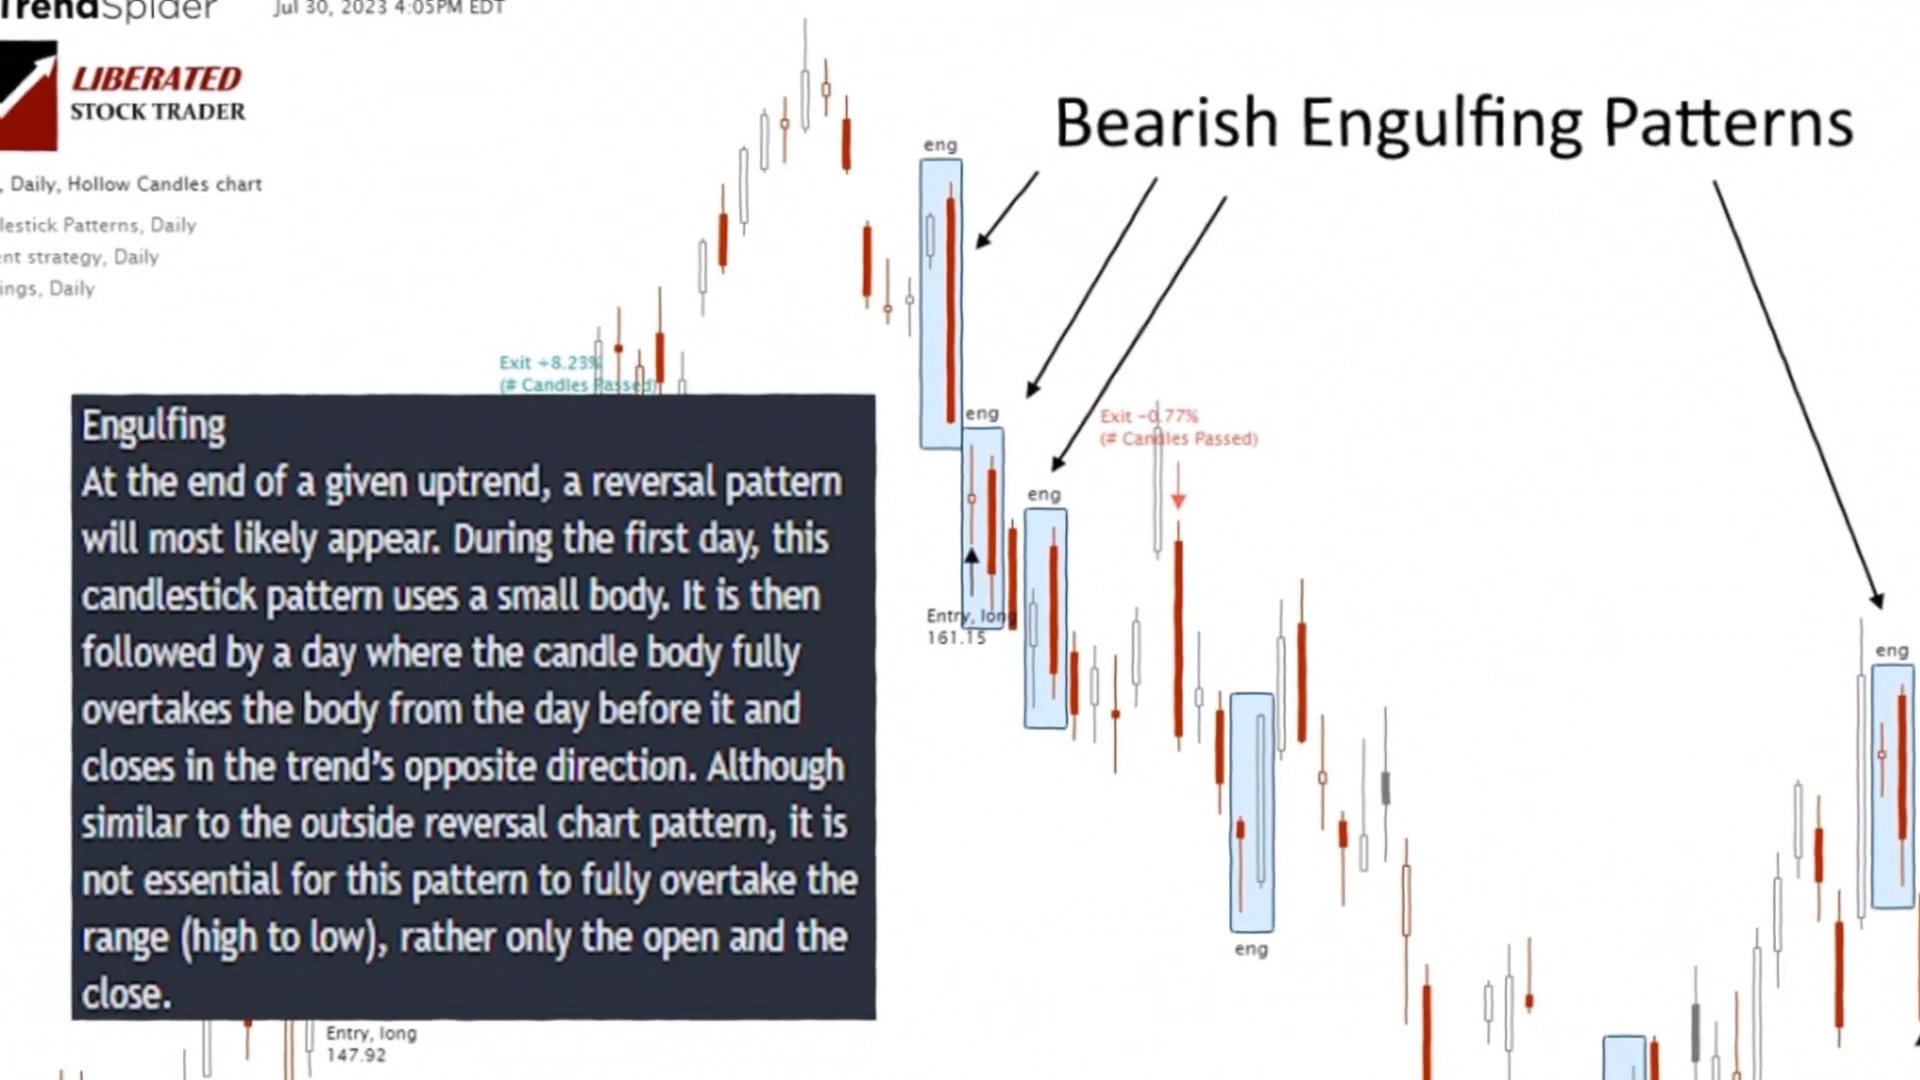 TrendSpider
Jul 30, 2023 4:05PM EDT
LIBERATED
STOCK TRADER
, Daily, Hollow Candles chart
lestick Patterns, Daily
ent strategy, Daily
ings, Daily
Bearish Engulfing Patterns
eng
Exit +8.23%
(# Candles Passed)
eng
Exit -0.77%
(# Candles Passed)
eng
Entry, long
161.15
eng
eng
Engulfing
At the end of a given uptrend, a reversal pattern
will most likely appear. During the first day, this
candlestick pattern uses a small body. It is then
followed by a day where the candle body fully
overtakes the body from the day before it and
closes in the trend's opposite direction. Although
similar to the outside reversal chart pattern, it is
not essential for this pattern to fully overtake the
range (high to low), rather only the open and the
close.
Entry, long
147.92